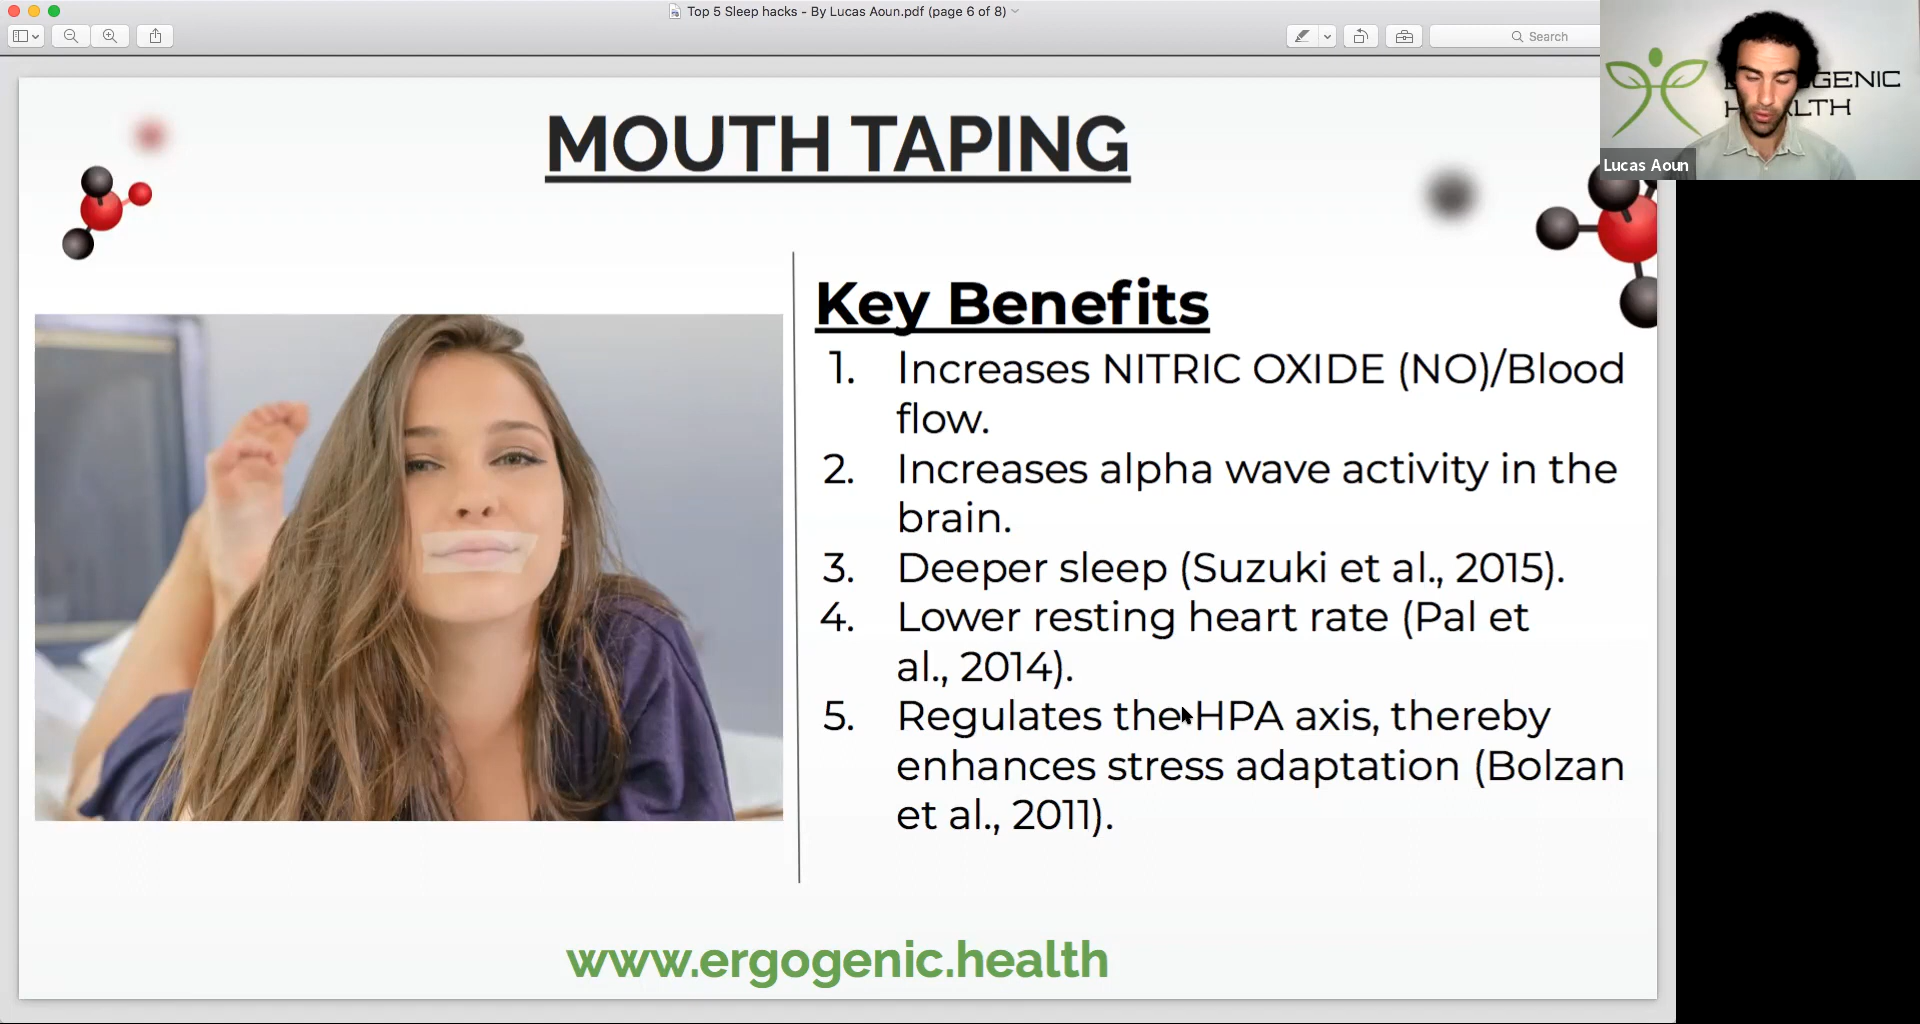 Top 5 Sleep hacks - By Lucas Aoun.pdf (page 6 of 8)
Search
GENIC
LTH
Lucas Aoun
MOUTH TAPING
Key Benefits
1. Increases NITRIC OXIDE (NO)/Blood
flow.
2. Increases alpha wave activity in the
brain.
3. Deeper sleep (Suzuki et al., 2015).
4. Lower resting heart rate (Pal et
al., 2014).
5. Regulates the HPA axis, thereby
enhances stress adaptation (Bolzan
et al., 2011).
www.ergogenic.health